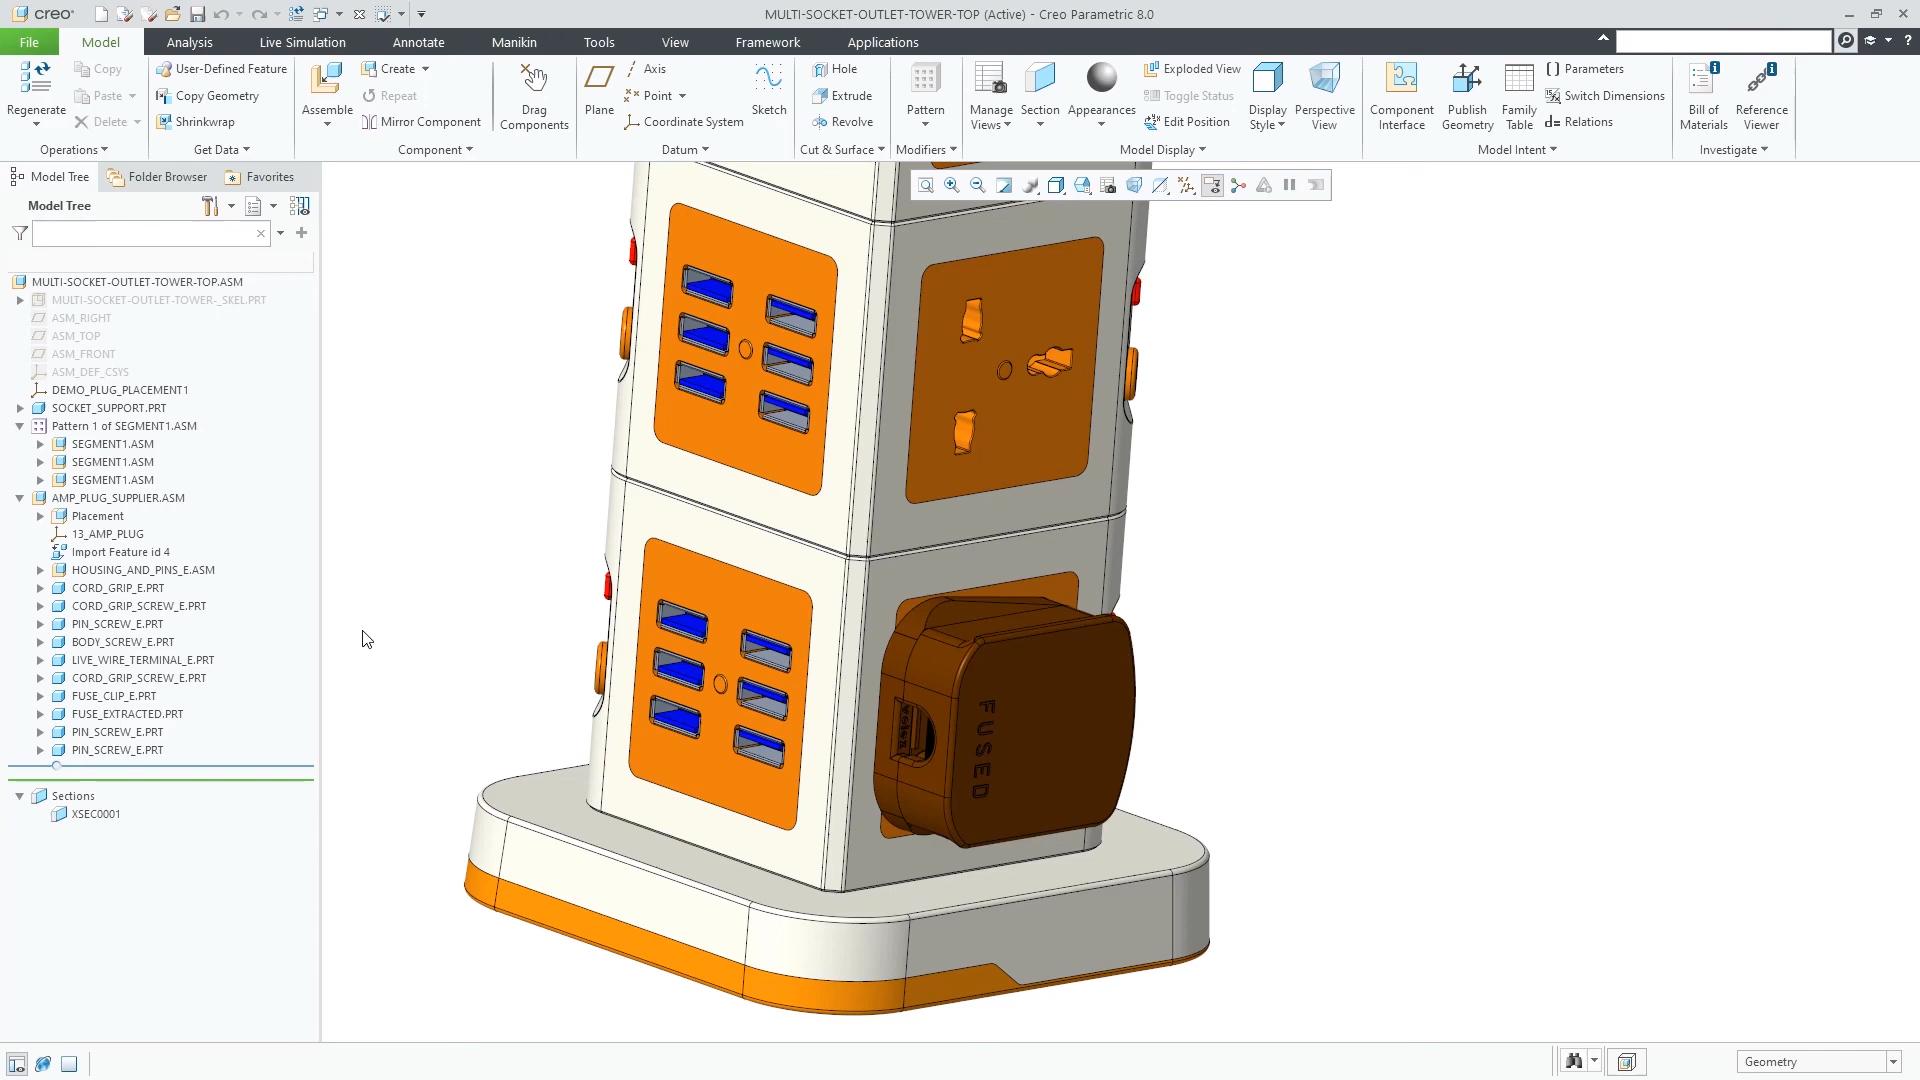 creo
MULTI-SOCKET-OUTLET-TOWER-TOP (Active) - Creo Parametric 8.0
File
Model
Analysis
Live Simulation
Annotate
Manikin
Tools
View
Framework
Applications
Regenerate
Copy
Paste
Delete
Operations
User-Defined Feature
Copy Geometry
Shrinkwrap
Get Data
Assemble
Create
Repeat
Mirror Component
Drag
Components
Component
Plane
Axis
Point
Coordinate System
Sketch
Datum
Hole
Extrude
Revolve
Cut & Surface
Pattern
Modifiers
Manage
Views
Section
Appearances
Exploded View
Toggle Status
Edit Position
Display
Style
Perspective
View
Model Display
Component
Interface
Publish
Geometry
Family
Table
Parameters
Switch Dimensions
d= Relations
Model Intent
Bill of
Materials
Reference
Viewer
Investigate
Model Tree
Folder Browser
Favorites
Model Tree
MULTI-SOCKET-OUTLET-TOWER-TOP.ASM
MULTI-SOCKET-OUTLET-TOWER-_SKEL.PRT
ASM_RIGHT
ASM_TOP
ASM_FRONT
ASM_DEF_CSYS
DEMO_PLUG_PLACEMENT1
SOCKET_SUPPORT.PRT
Pattern 1 of SEGMENT1.ASM
SEGMENT1.ASM
SEGMENT1.ASM
SEGMENT1.ASM
AMP_PLUG_SUPPLIER.ASM
Placement
13_AMP_PLUG
Import Feature id 4
HOUSING_AND_PINS_E.ASM
CORD_GRIP_E.PRT
CORD_GRIP_SCREW_E.PRT
PIN_SCREW_E.PRT
BODY_SCREW_E.PRT
LIVE_WIRE_TERMINAL_E.PRT
CORD_GRIP_SCREW_E.PRT
FUSE_CLIP_E.PRT
FUSE_EXTRACTED.PRT
PIN_SCREW_E.PRT
PIN_SCREW_E.PRT
Sections
XSEC0001
FUSED
Geometry